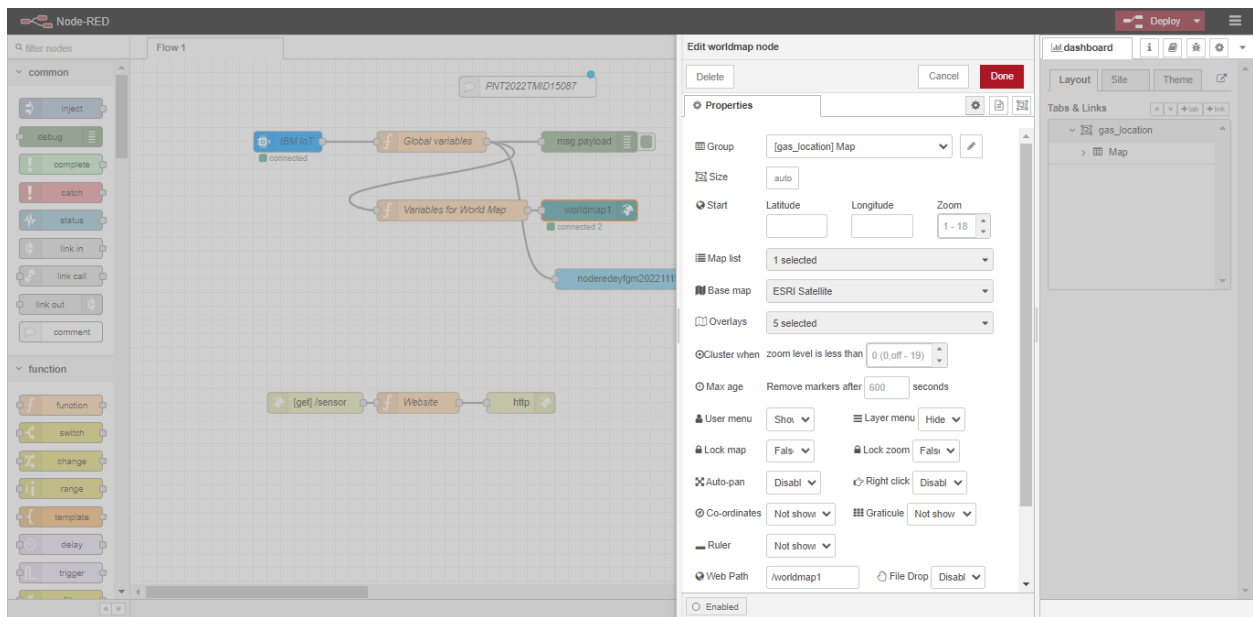 Node-RED
Deploy
filter nodes
Flow 1
Edit worldmap node
dashboard
common
Delete
Cancel
Done
Layout
Site
Theme
PNT2022TMID15087
Properties
Tabs & Links
tab
link
inject
gas_location
debug
IBM IoT
Global variables
msg.payload
Group
[gas_location] Map
Map
connected
complete
Size
auto
catch
Start
Latitude
Longitude
Zoom
Variables for World Map
worldmap1
1 - 18
status
connected 2
link in
Map list
1 selected
link call
noderedeyfgm2022111
Base map
ESRI Satellite
link out
Overlays
5 selected
comment
Cluster when
zoom level is less than
0 (0,off - 19)
function
Max age
Remove markers after
600
seconds
function
[get] /sensor
Website
http
User menu
Layer menu
Hide
switch
Lock map
Lock zoom
change
Auto-pan
Disabl
Right click
Disabl
range
Co-ordinates
Not show
Graticule
Not show
template
delay
Ruler
Not show
trigger
Web Path
/worldmap1
File Drop
Disabl
Enabled